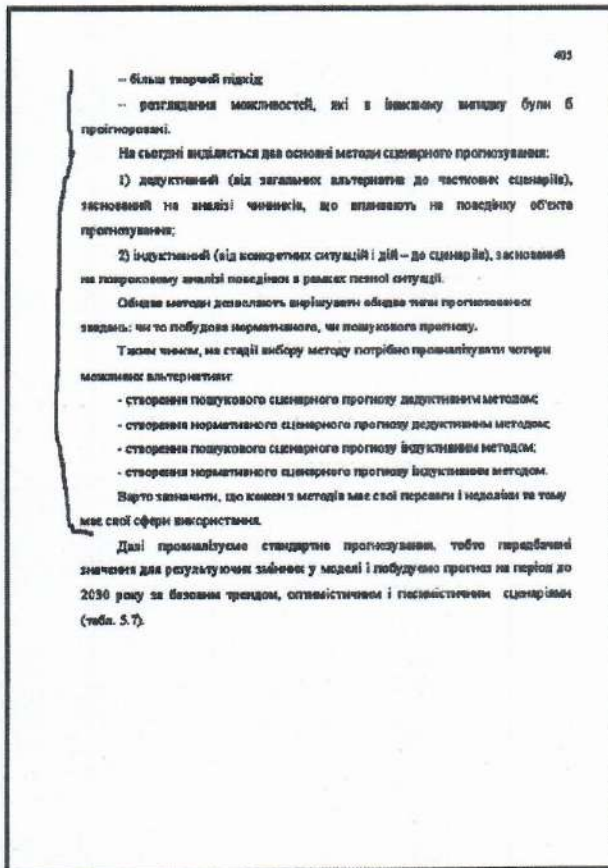 405
– більш творчий підхід;
– розглядання можливостей, які в інакшому випадку були б
проігноровані.
На сьогодні виділяється два основні методи сценарного прогнозування:
1) дедуктивний (від загальних альтернатив до часткових сценаріїв),
заснований на аналізі чинників, що впливають на поведінку об'єкта
прогнозування;
2) індуктивний (від конкретних ситуацій і дій – до сценаріїв), заснований
на покроковому аналізі поведінки в рамках певної ситуації.
Обидва методи дозволяють вирішувати обидва типи прогнозованих
завдань: чи то побудова нормативного, чи пошукового прогнозу.
Таким чином, на стадії вибору методу потрібно проаналізувати чотири
можливих альтернативи:
- створення пошукового сценарного прогнозу дедуктивним методом;
- створення нормативного сценарного прогнозу дедуктивним методом;
- створення пошукового сценарного прогнозу індуктивним методом;
- створення нормативного сценарного прогнозу індуктивним методом.
Варто зазначити, що кожен з методів має свої переваги і недоліки та тому
має свої сфери використання.
Далі проаналізуємо стандартне прогнозування, тобто передбачені
значення для результуючих змінних у моделі і побудуємо прогноз на період до
2030 року за базовим трендом, оптимістичним і песимістичним сценаріями
(табл. 5.7).